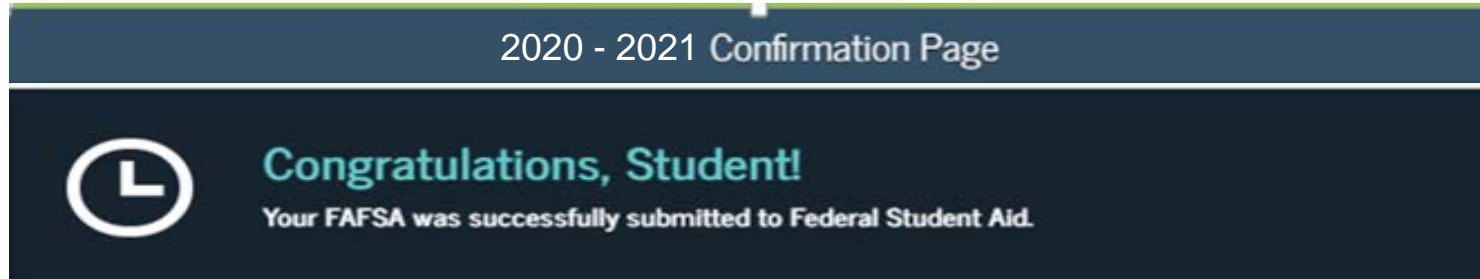 2020 - 2021 Confirmation Page
Congratulations, Student!
Your FAFSA was successfully submitted to Federal Student Aid.